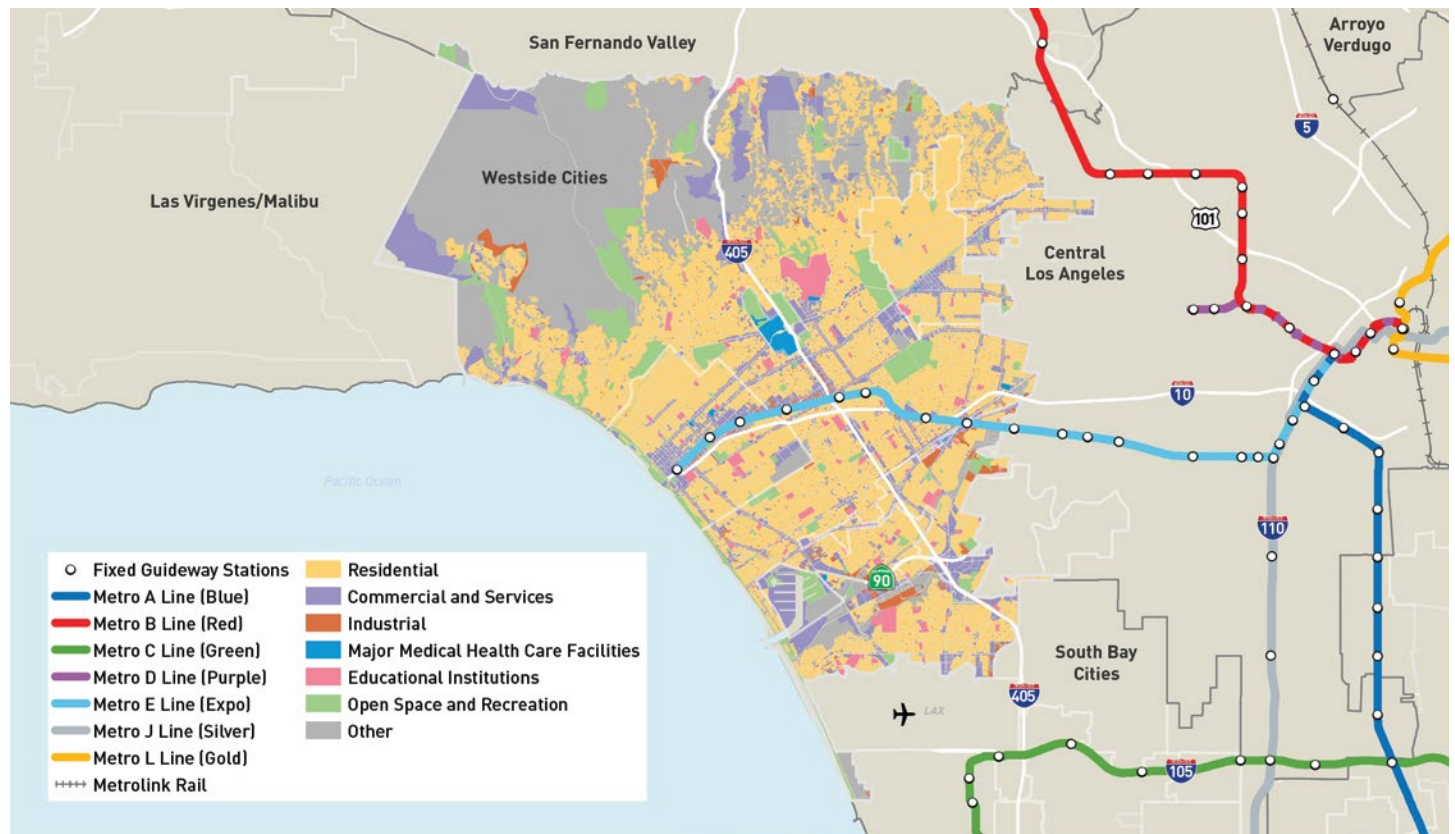 San Fernando Valley
Arroyo
Verdugo
5
Westside Cities
Las Virgenes/Malibu
101
405
Central
Los Angeles
10
Pacific Ocean
110
90
Fixed Guideway Stations
Metro A Line (Blue)
Metro B Line (Red)
Metro C Line (Green)
Metro D Line (Purple)
Metro E Line (Expo)
Metro J Line (Silver)
Metro L Line (Gold)
Metrolink Rail
Residential
Commercial and Services
Industrial
Major Medical Health Care Facilities
Educational Institutions
Open Space and Recreation
Other
South Bay
Cities
405
LAX
105